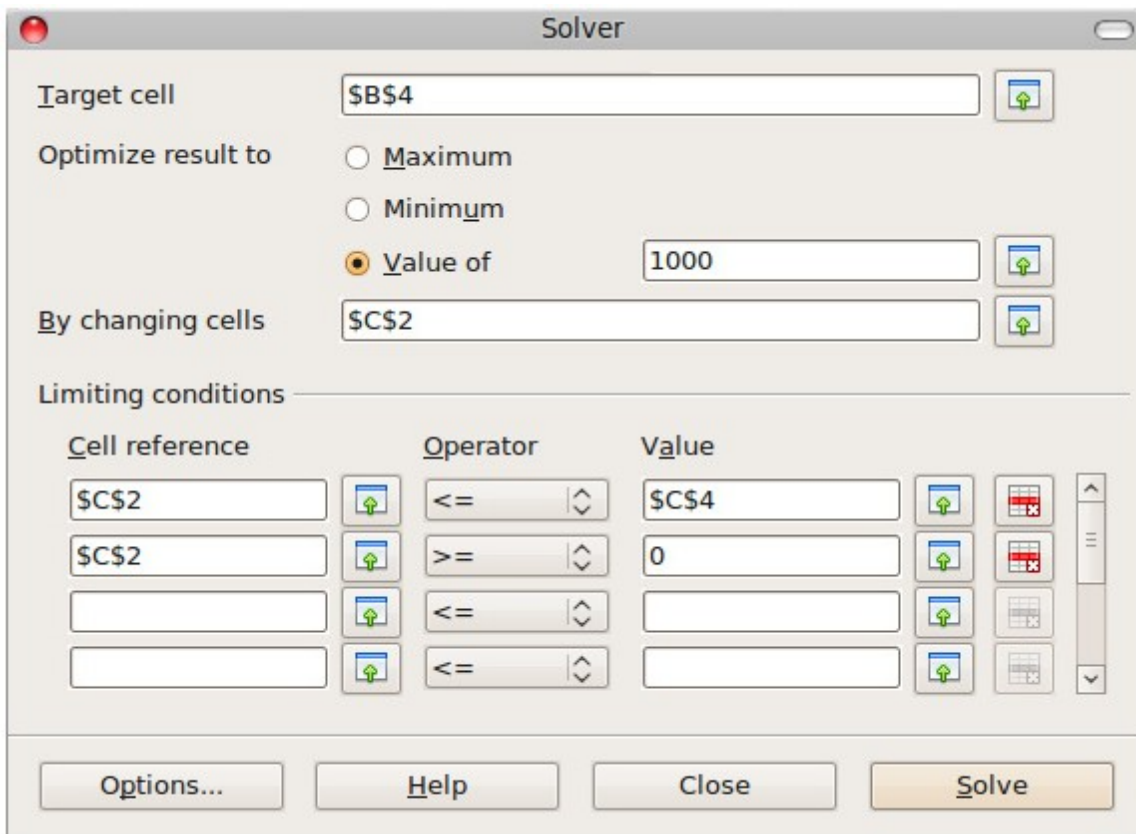 Solver
Target cell $B$4
Optimize result to Maximum
Minimum
Value of 1000
By changing cells $C$2
Limiting conditions
Cell reference Operator Value
$C$2 <= $C$4
$C$2 >= 0
<=
<=
Options... Help Close Solve